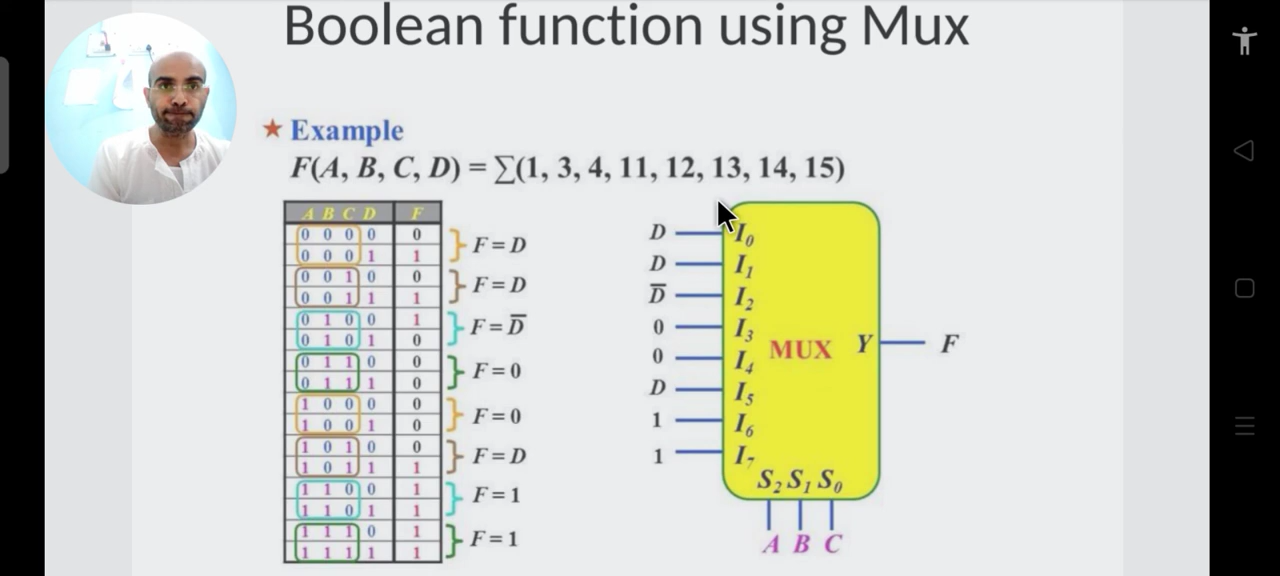 Boolean function using Mux
★ Example
F(A, B, C, D) = ∑(1, 3, 4, 11, 12, 13, 14, 15)
A B C D F
0 0 0 0 0
0 0 0 1 1
F = D
0 0 1 0 0
0 0 1 1 1
F = D
0 1 0 0 1
0 1 0 1 0
F = D̅
0 1 1 0 0
0 1 1 1 0
F = 0
1 0 0 0 0
1 0 0 1 0
F = 0
1 0 1 0 0
1 0 1 1 1
F = D
1 1 0 0 1
1 1 0 1 1
F = 1
1 1 1 0 1
1 1 1 1 1
F = 1
D I₀
D I₁
D̅ I₂
0 I₃
0 I₄
D I₅
1 I₆
1 I₇
MUX Y F
S₂ S₁ S₀
A B C